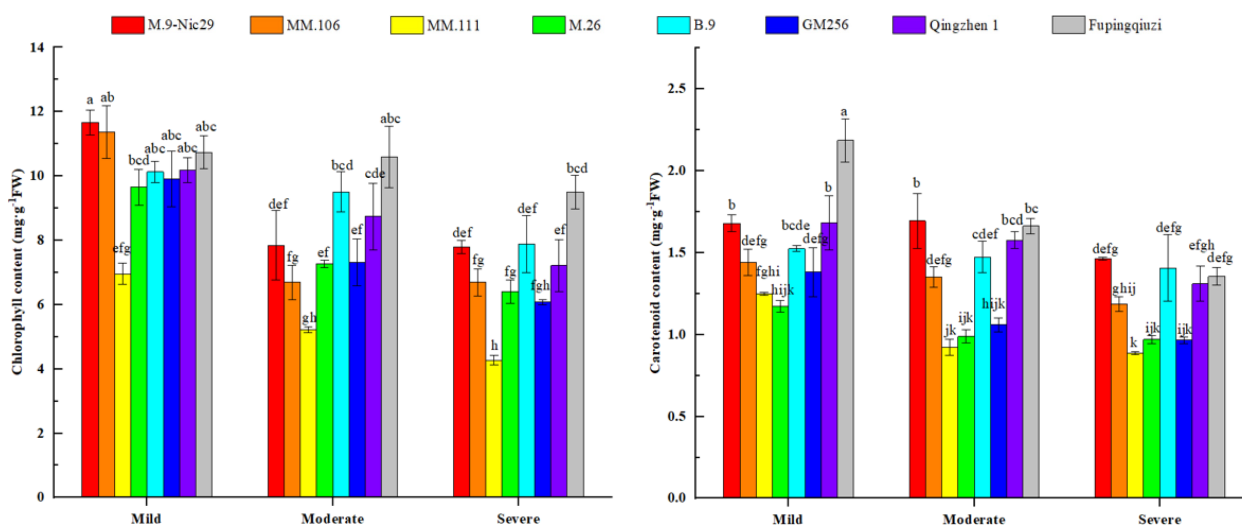 M.9-Nic29 MM.106 MM.111 M.26 B.9 GM256 Qingzhen 1 Fupingqiuzi
Chlorophyll content (mg·g⁻¹FW)
14
12
10
8
6
4
2
0
a ab efg bcd abc abc abc abc
def fg gh ef bcd ef cde abc
def fg h fg def fgh ef bcd
Mild Moderate Severe
Carotenoid content (mg·g⁻¹FW)
2.5
2.0
1.5
1.0
0.5
0.0
b defg fghi hijk bcde defg b a
b defg jk ijk cdef hijk bcd bc
defg ghij k ijk defg ijk efgh defg
Mild Moderate Severe